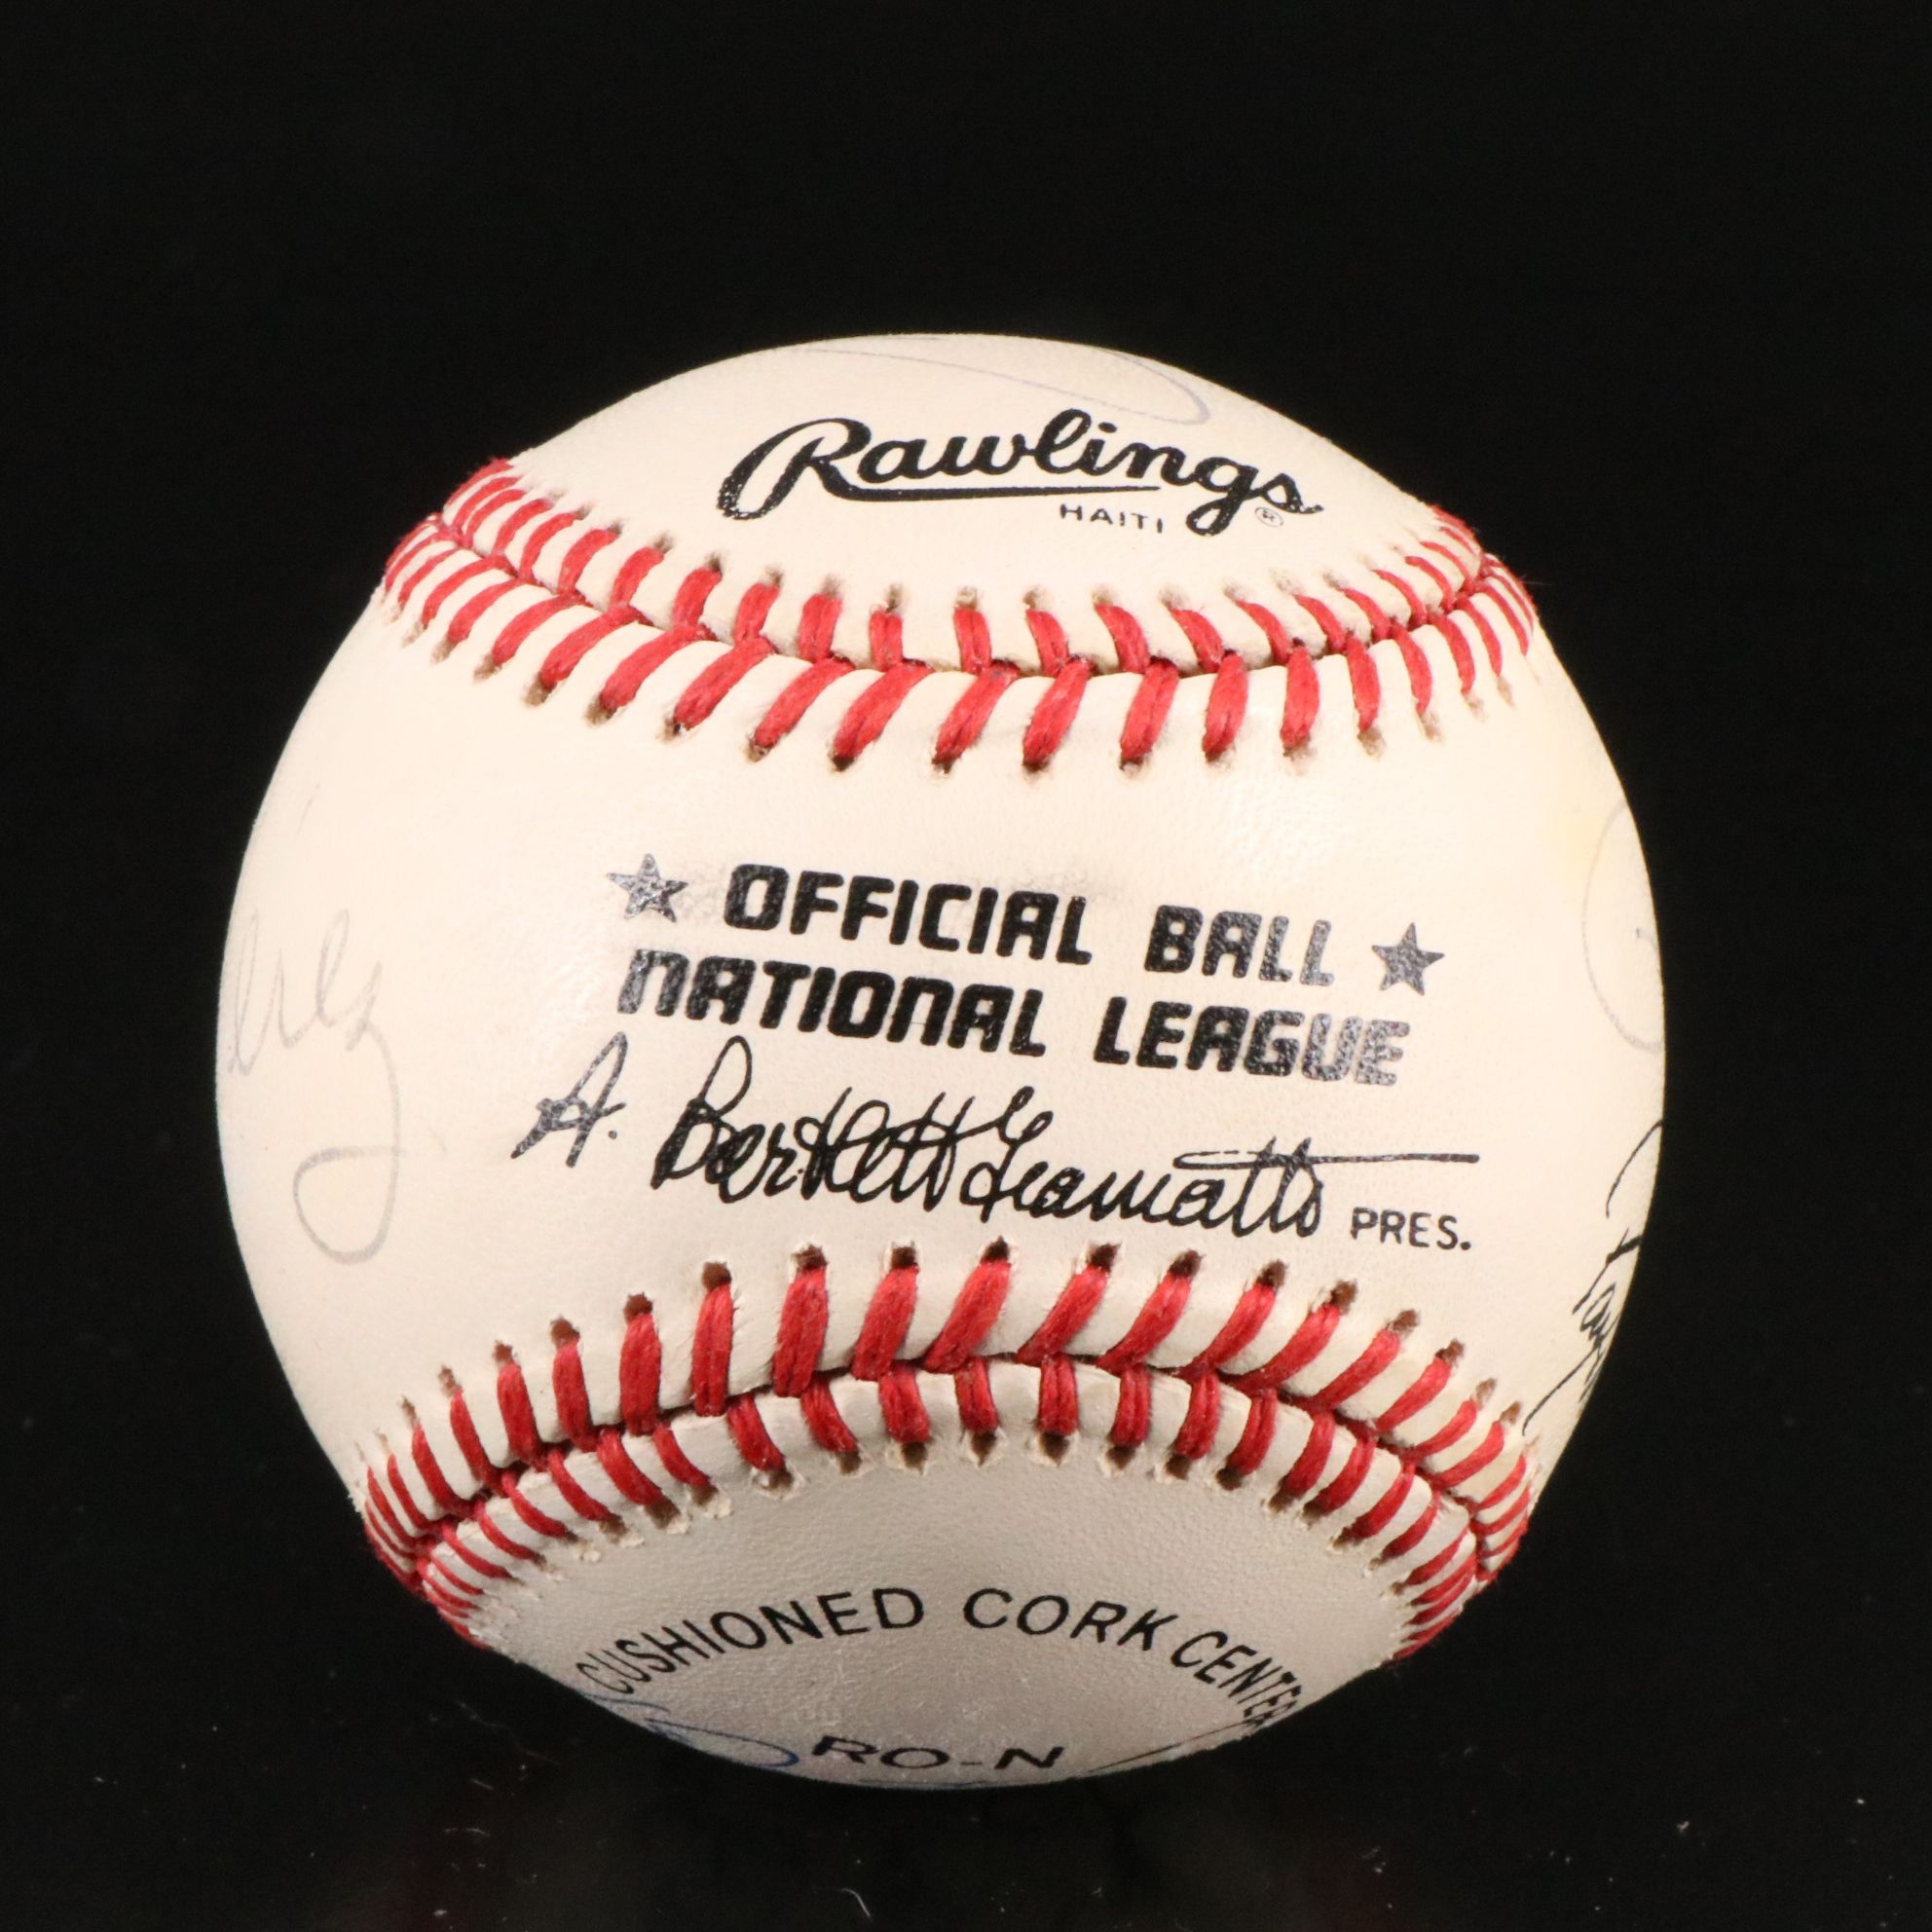 Rawlings
HAITI ®
★ OFFICIAL BALL ★
NATIONAL LEAGUE
A. Bartlett Giamatti PRES.
CUSHIONED CORK CENTER
RO-N